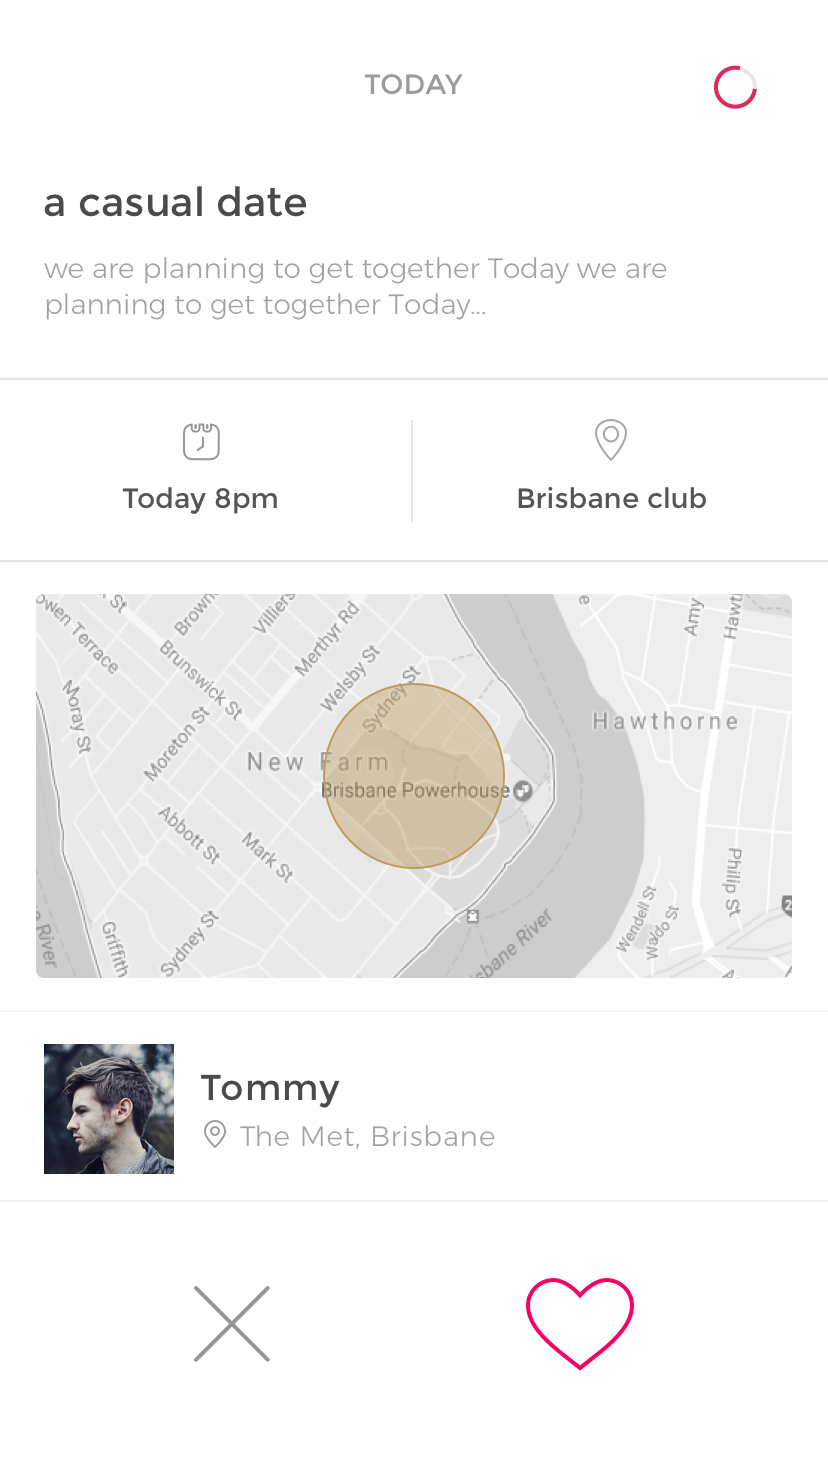 TODAY
a casual date
we are planning to get together Today we are
planning to get together Today...
Today 8pm
Brisbane club
St
Brown
Villiers
Merthyr Rd
Amy
Hawt
owen Terrace
Brunswick St
Welsby St
Sydney St
Moray St
Moreton St
Hawthorne
New Farm
Brisbane Powerhouse
Abbott St
Mark St
Philip St
Wendell St
Waldo St
2
River
Griffith
Sydney St
sbane River
Tommy
The Met, Brisbane